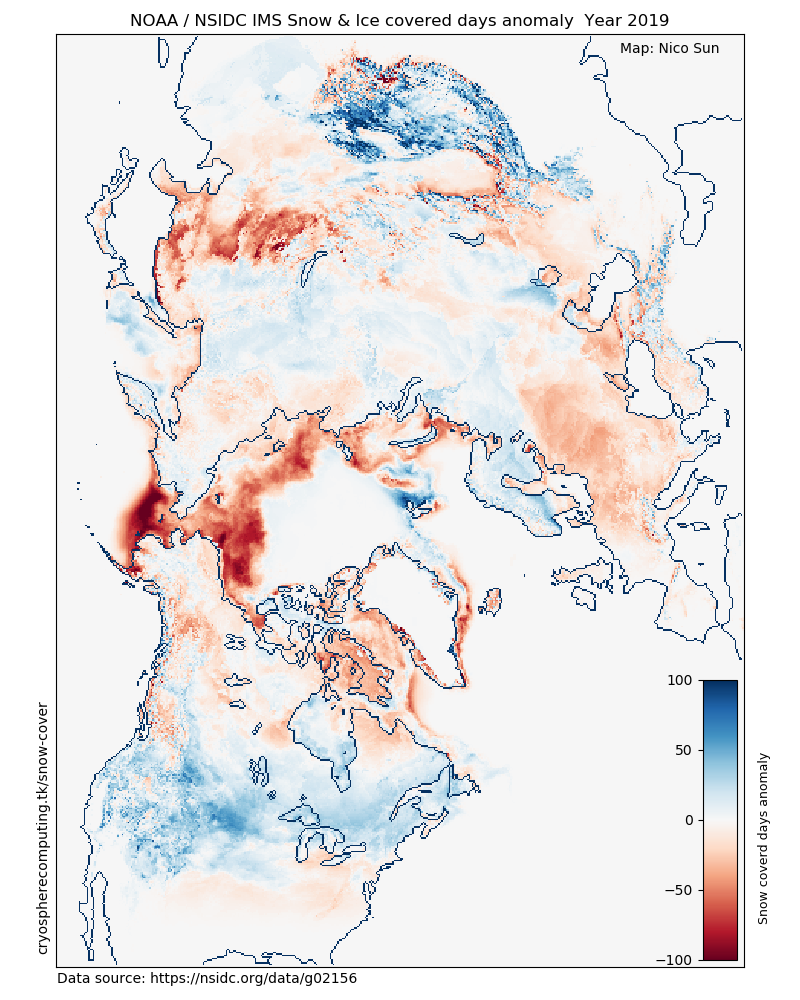 NOAA / NSIDC IMS Snow & Ice covered days anomaly  Year 2019
Map: Nico Sun
cryospherecomputing.tk/snow-cover
100
50
0
−50
−100
Snow coverd days anomaly
Data source: https://nsidc.org/data/g02156